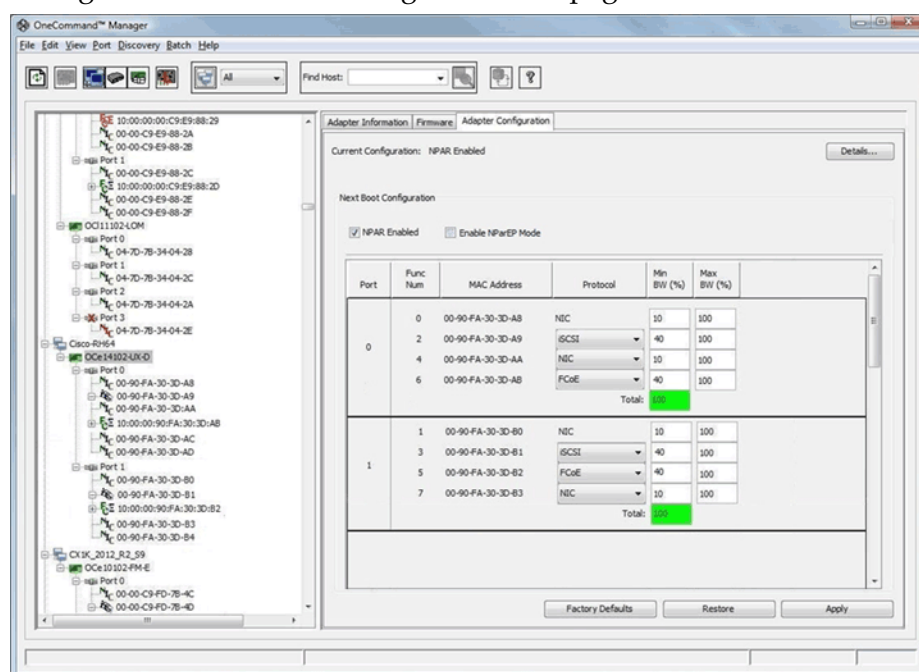 OneCommand™ Manager
File Edit View Port Discovery Batch Help
All
Find Host:
10:00:00:00:C9:E9:88:29
00-00-C9-E9-88-2A
00-00-C9-E9-88-2B
Port 1
00-00-C9-E9-88-2C
10:00:00:00:C9:E9:88:2D
00-00-C9-E9-88-2E
00-00-C9-E9-88-2F
OCl11102-LOM
Port 0
04-7D-7B-34-04-28
Port 1
04-7D-7B-34-04-2C
Port 2
04-7D-7B-34-04-2A
Port 3
04-7D-7B-34-04-2E
Cisco-RH64
OCe14102-UX-D
Port 0
00-90-FA-30-3D-A8
00-90-FA-30-3D-A9
00-90-FA-30-3D:AA
10:00:00:90:FA:30:3D:AB
00-90-FA-30-3D-AC
00-90-FA-30-3D-AD
Port 1
00-90-FA-30-3D-B0
00-90-FA-30-3D-B1
10:00:00:90:FA:30:3D:B2
00-90-FA-30-3D-B3
00-90-FA-30-3D-B4
CX1K_2012_R2_S9
OCe10102-FM-E
Port 0
00-00-C9-FD-7B-4C
00-00-C9-FD-7B-4D
Adapter Information Firmware Adapter Configuration
Current Configuration: NPAR Enabled Details...
Next Boot Configuration
NPAR Enabled Enable NParEP Mode
Port Func Num MAC Address Protocol Min BW (%) Max BW (%)
0
0 00-90-FA-30-3D-A8 NIC 10 100
2 00-90-FA-30-3D-A9 iSCSI 40 100
4 00-90-FA-30-3D-AA NIC 10 100
6 00-90-FA-30-3D-AB FCoE 40 100
Total: 100
1
1 00-90-FA-30-3D-B0 NIC 10 100
3 00-90-FA-30-3D-B1 iSCSI 40 100
5 00-90-FA-30-3D-B2 FCoE 40 100
7 00-90-FA-30-3D-B3 NIC 10 100
Total: 100
Factory Defaults Restore Apply